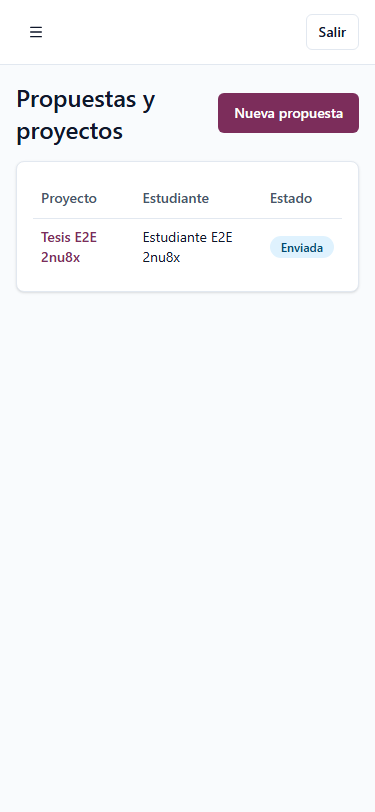 Salir
Propuestas y
proyectos
Nueva propuesta
Proyecto Estudiante Estado
Tesis E2E
2nu8x
Estudiante E2E
2nu8x
Enviada